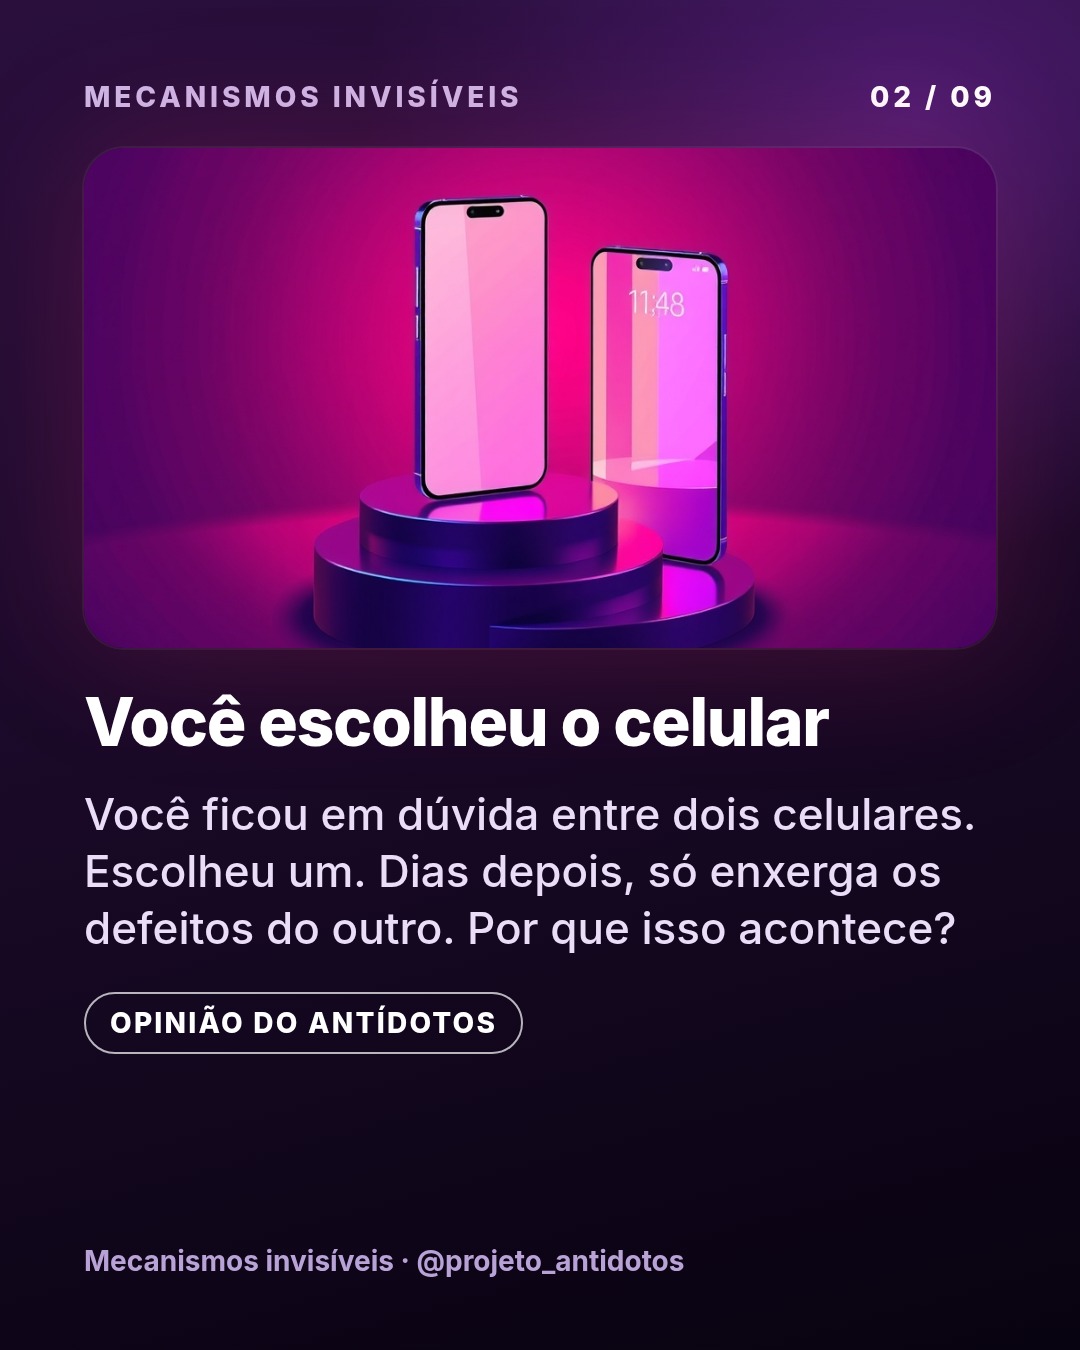 MECANISMOS INVISÍVEIS
02 / 09
11:48
Você escolheu o celular
Você ficou em dúvida entre dois celulares.
Escolheu um. Dias depois, só enxerga os
defeitos do outro. Por que isso acontece?
OPINIÃO DO ANTÍDOTOS
Mecanismos invisíveis · @projeto_antidotos